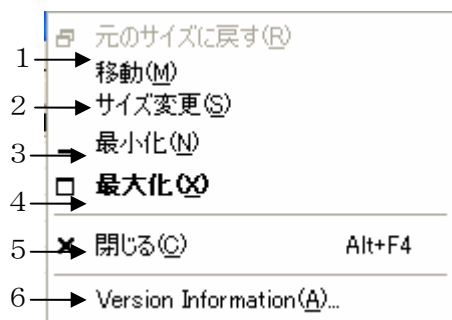 元のサイズに戻す(R)
1 移動(M)
2 サイズ変更(S)
3 最小化(N)
4 最大化(X)
5 閉じる(C) Alt+F4
6 Version Information(A)...